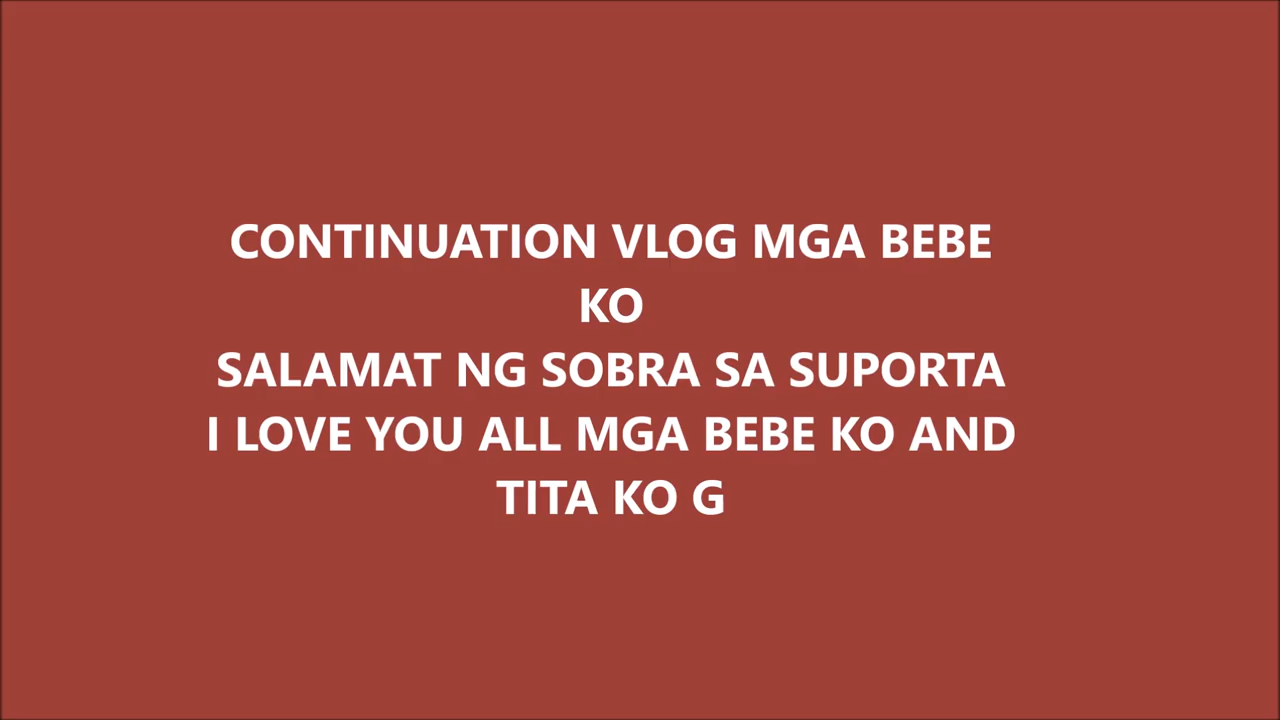 CONTINUATION VLOG MGA BEBE
KO
SALAMAT NG SOBRA SA SUPORTA
I LOVE YOU ALL MGA BEBE KO AND
TITA KO G